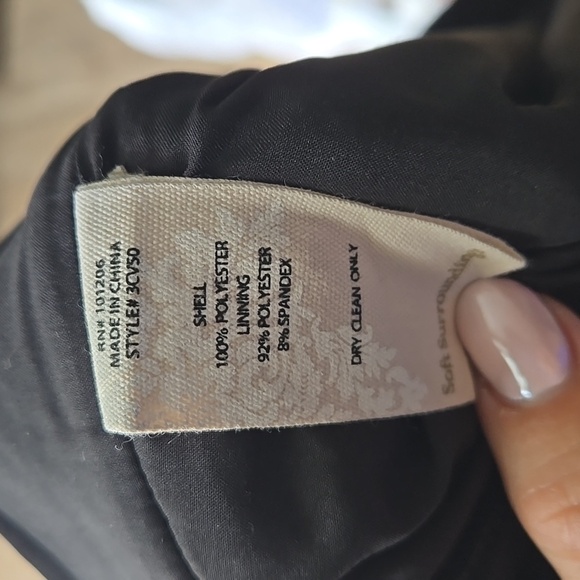 RN# 101206
MADE IN CHINA
STYLE# 3CV50
SHELL
100% POLYESTER
LINNING
92% POLYESTER
8% SPANDEX
DRY CLEAN ONLY
Soft Surroundings